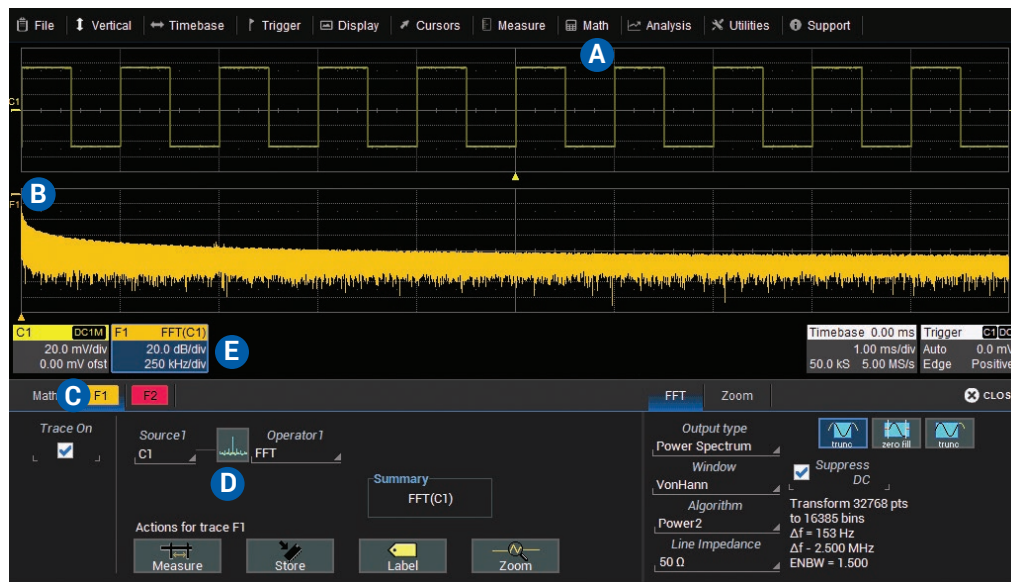 File Vertical Timebase Trigger Display Cursors Measure Math Analysis Utilities Support
A
C1
B
F1
C1 DC1M
20.0 mV/div
0.00 mV ofst
F1 FFT(C1)
20.0 dB/div
250 kHz/div
E
Timebase 0.00 ms
1.00 ms/div
50.0 kS 5.00 MS/s
Trigger C1 DC
Auto 0.0 mV
Edge Positive
Math C F1 F2
FFT Zoom CLOS
Trace On
Source1
C1
Operator1
FFT
D
Summary
FFT(C1)
Actions for trace F1
Measure Store Label Zoom
Output type
Power Spectrum
Window
VonHann
Algorithm
Power2
Line Impedance
50 Ω
trunc zero fill trunc
Suppress
DC
Transform 32768 pts
to 16385 bins
Δf = 153 Hz
Δf - 2.500 MHz
ENBW = 1.500